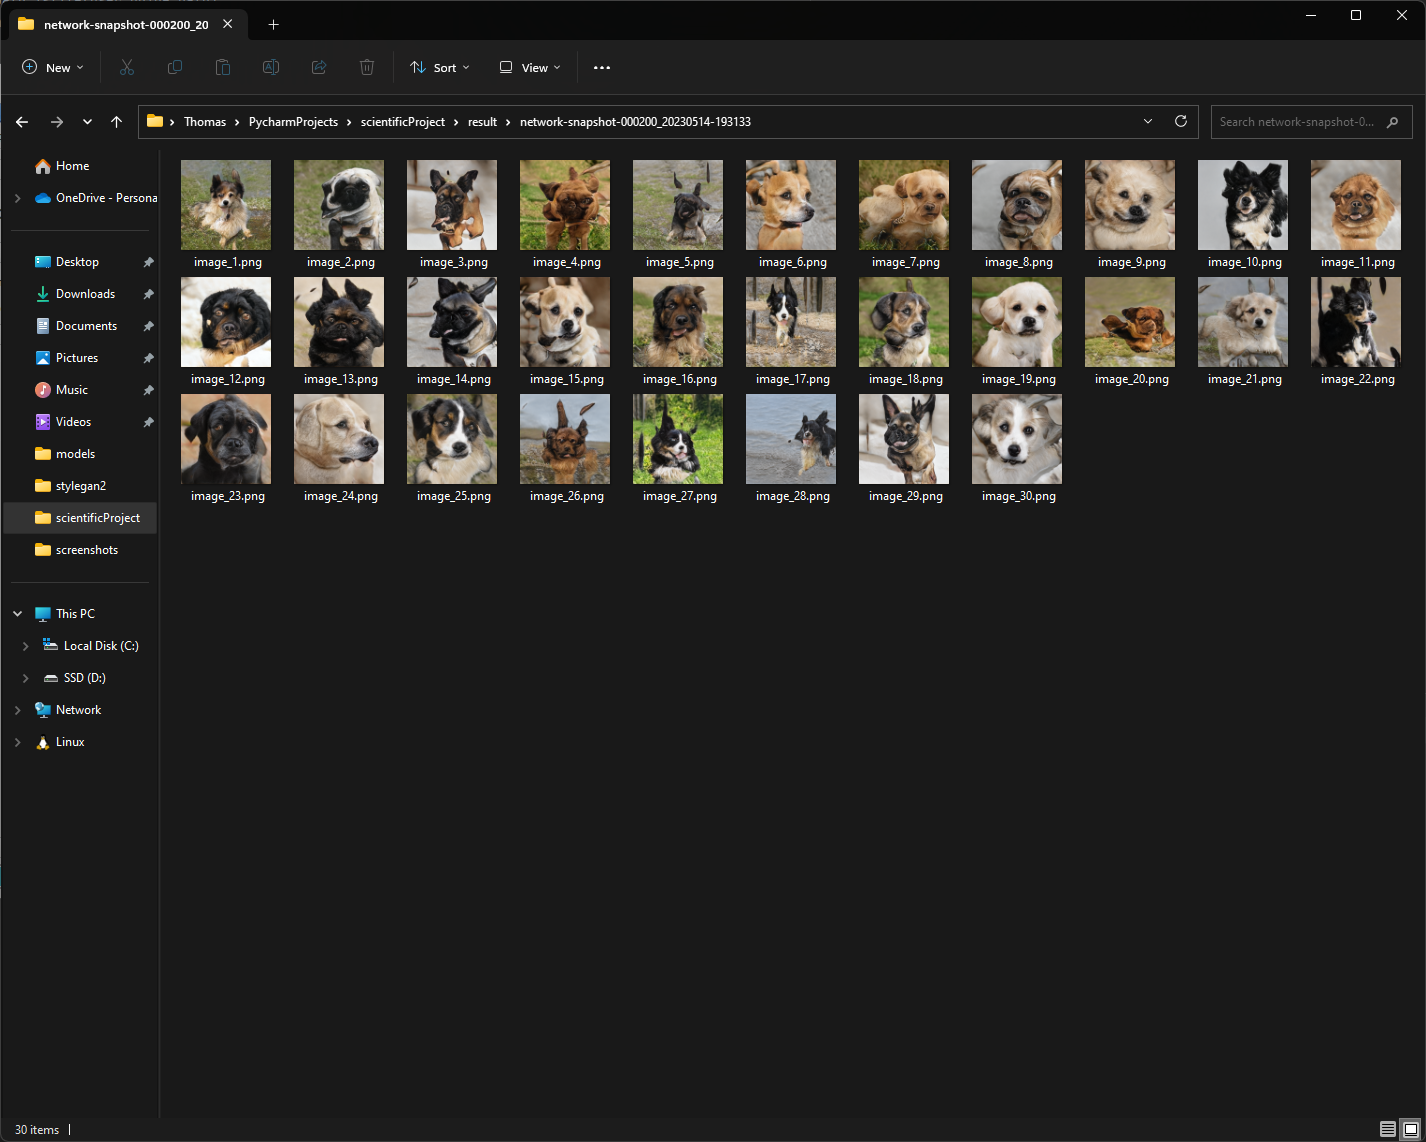 network-snapshot-000200_20
New
Sort
View
Thomas > PycharmProjects > scientificProject > result > network-snapshot-000200_20230514-193133
Search network-snapshot-0...
Home
OneDrive - Persona
Desktop
Downloads
Documents
Pictures
Music
Videos
models
stylegan2
scientificProject
screenshots
This PC
Local Disk (C:)
SSD (D:)
Network
Linux
image_1.png image_2.png image_3.png image_4.png image_5.png image_6.png image_7.png image_8.png image_9.png image_10.png image_11.png
image_12.png image_13.png image_14.png image_15.png image_16.png image_17.png image_18.png image_19.png image_20.png image_21.png image_22.png
image_23.png image_24.png image_25.png image_26.png image_27.png image_28.png image_29.png image_30.png
30 items